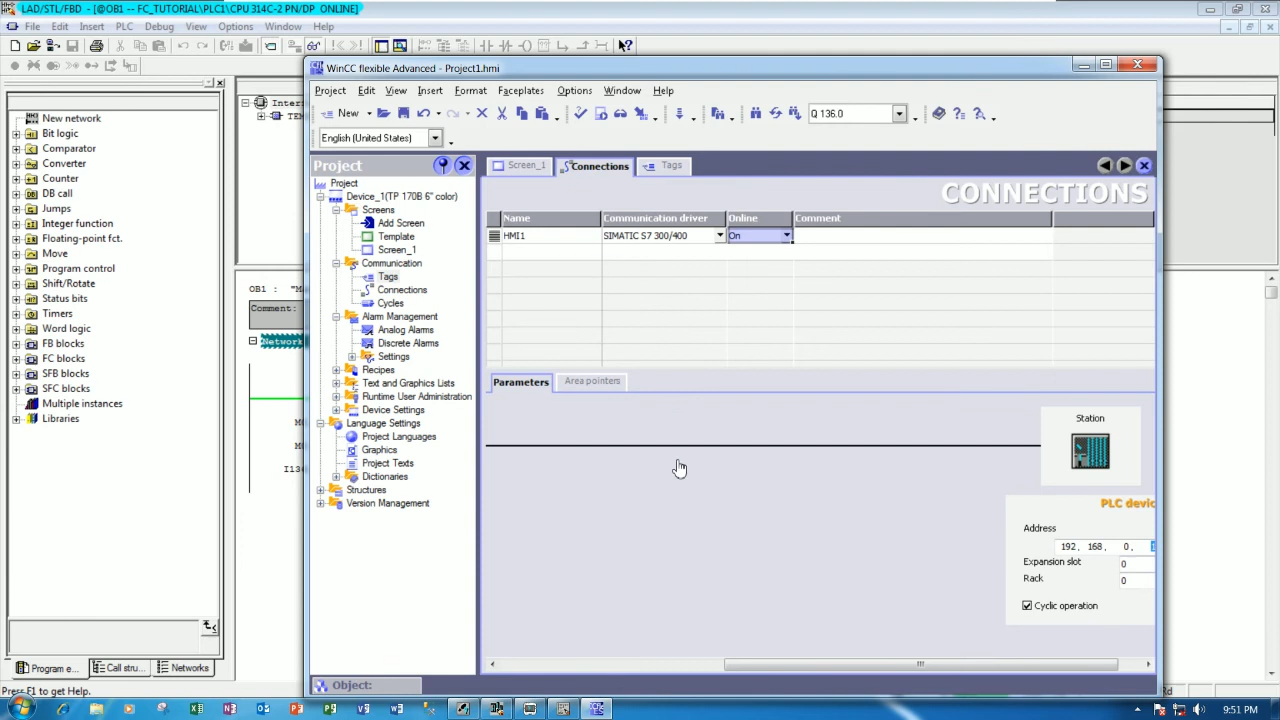 LAD/STL/FBD - [@OB1 - FC_TUTORIAL\PLC1\CPU 314C-2 PN/DP ONLINE]
File Edit Insert PLC Debug View Options Window Help
New network
Bit logic
Comparator
Converter
Counter
DB call
Jumps
Integer function
Floating-point fct.
Move
Program control
Shift/Rotate
Status bits
Timers
Word logic
FB blocks
FC blocks
SFB blocks
SFC blocks
Multiple instances
Libraries
Program e...
Call stru...
Networks
Press F1 to get Help.
Inter
TEM
OB1 : "Ma
Comment:
Network
M0
M0
I13
WinCC flexible Advanced - Project1.hmi
Project Edit View Insert Format Faceplates Options Window Help
New
Q 136.0
English (United States)
Project
Project
Device_1(TP 170B 6'' color)
Screens
Add Screen
Template
Screen_1
Communication
Tags
Connections
Cycles
Alarm Management
Analog Alarms
Discrete Alarms
Settings
Recipes
Text and Graphics Lists
Runtime User Administration
Device Settings
Language Settings
Project Languages
Graphics
Project Texts
Dictionaries
Structures
Version Management
Screen_1
Connections
Tags
CONNECTIONS
Name Communication driver Online Comment
HMI1 SIMATIC S7 300/400 On
Parameters
Area pointers
Station
PLC devic
Address
192, 168, 0, 1
Expansion slot 0
Rack 0
Cyclic operation
Object:
Rd
9:51 PM